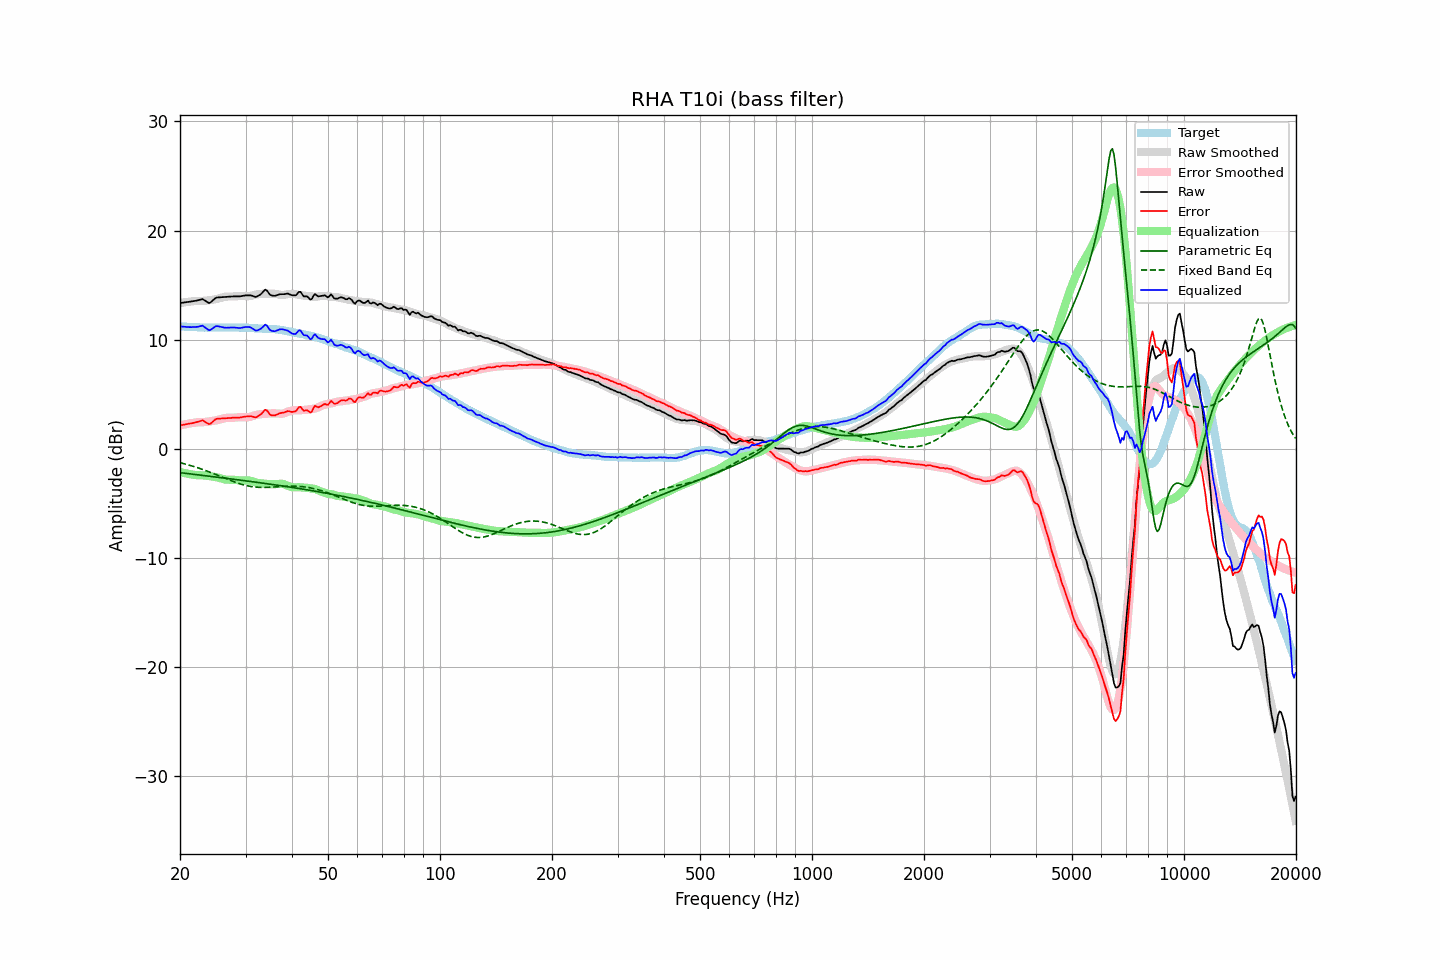 RHA T10i (bass filter)
30
20
10
0
−10
−20
−30
Amplitude (dBr)
Target
Raw Smoothed
Error Smoothed
Raw
Error
Equalization
Parametric Eq
Fixed Band Eq
Equalized
20
50
100
200
500
1000
2000
5000
10000
20000
Frequency (Hz)